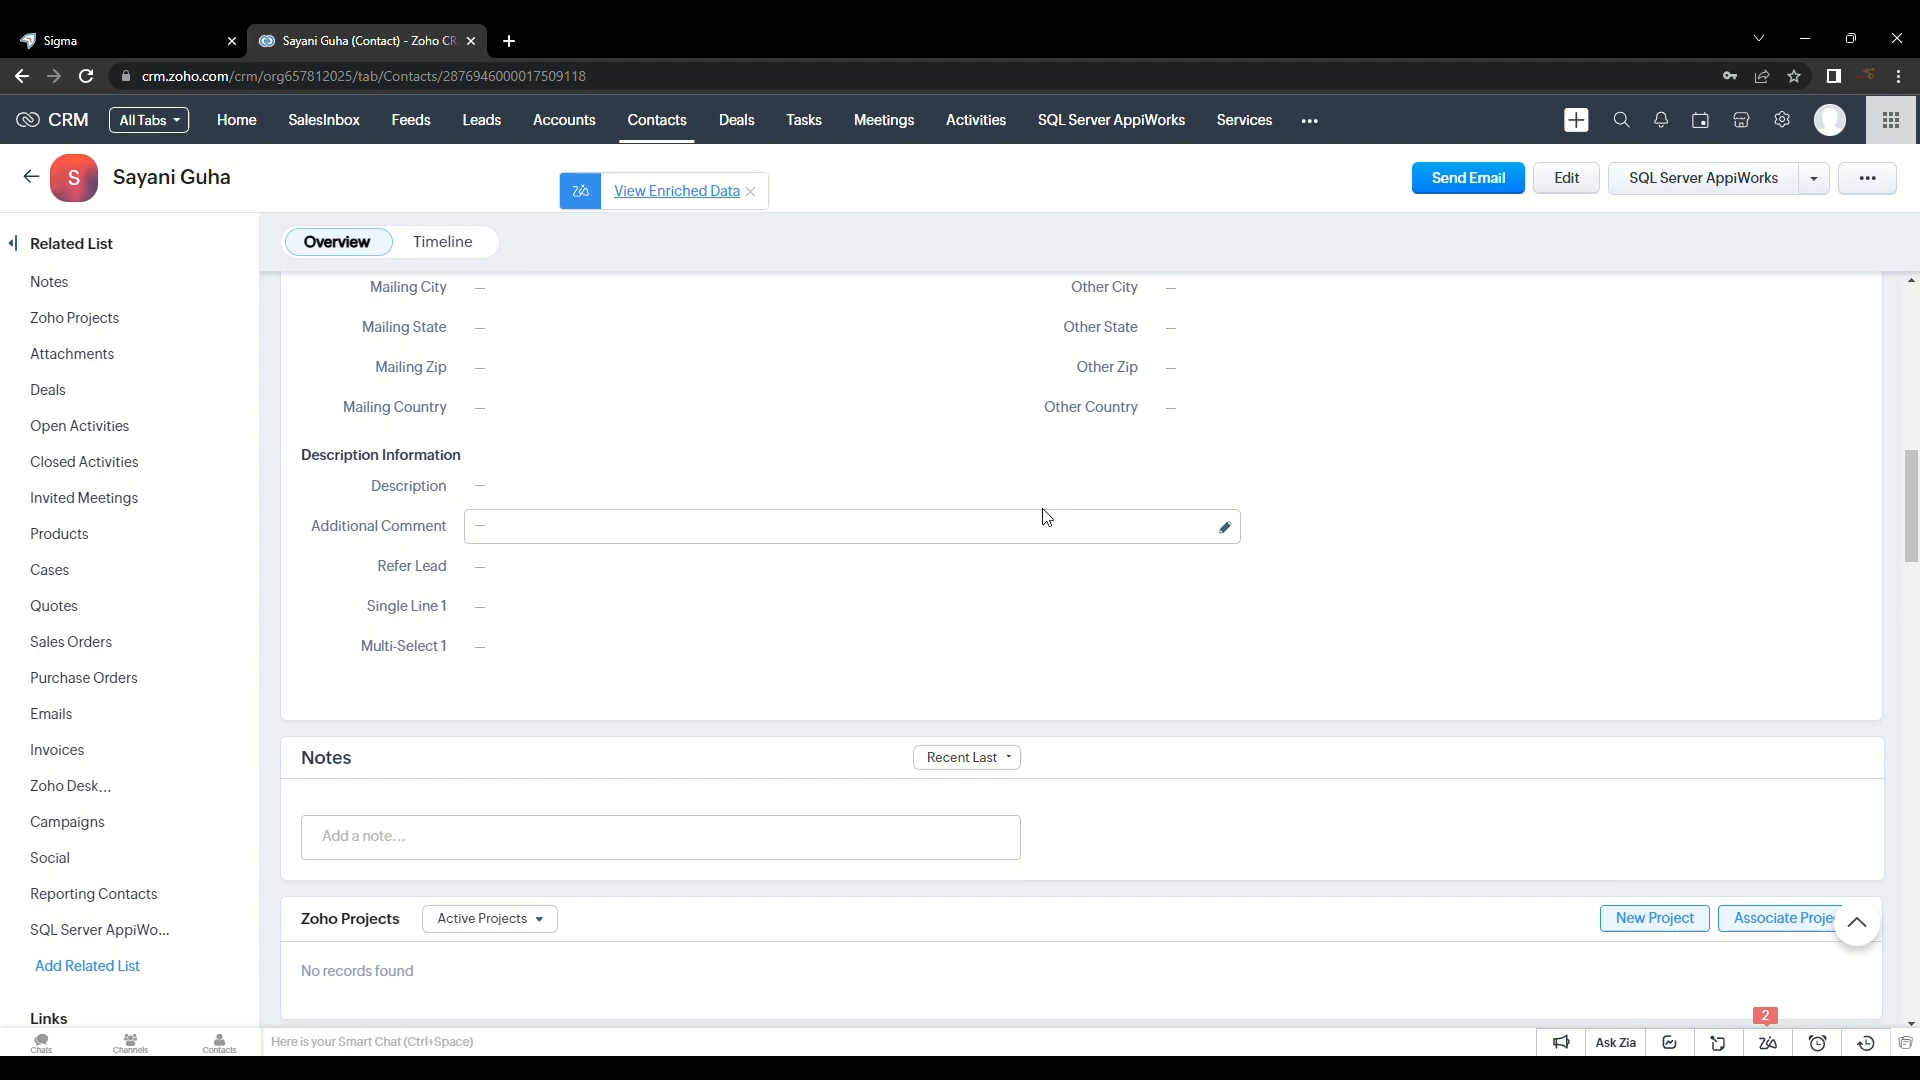 Sigma
Sayani Guha (Contact) - Zoho CR
crm.zoho.com/crm/org657812025/tab/Contacts/2876946000017509118
CRM All Tabs Home SalesInbox Feeds Leads Accounts Contacts Deals Tasks Meetings Activities SQL Server AppiWorks Services •••
S Sayani Guha View Enriched Data Send Email Edit SQL Server AppiWorks •••
Related List
Notes
Zoho Projects
Attachments
Deals
Open Activities
Closed Activities
Invited Meetings
Products
Cases
Quotes
Sales Orders
Purchase Orders
Emails
Invoices
Zoho Desk...
Campaigns
Social
Reporting Contacts
SQL Server AppiWo...
Add Related List
Links
Overview Timeline
Mailing City — Other City —
Mailing State — Other State —
Mailing Zip — Other Zip —
Mailing Country — Other Country —
Description Information
Description —
Additional Comment —
Refer Lead —
Single Line 1 —
Multi-Select 1 —
Notes Recent Last
Add a note...
Zoho Projects Active Projects New Project Associate Proje
No records found
2
Chats Channels Contacts Here is your Smart Chat (Ctrl+Space) Ask Zia